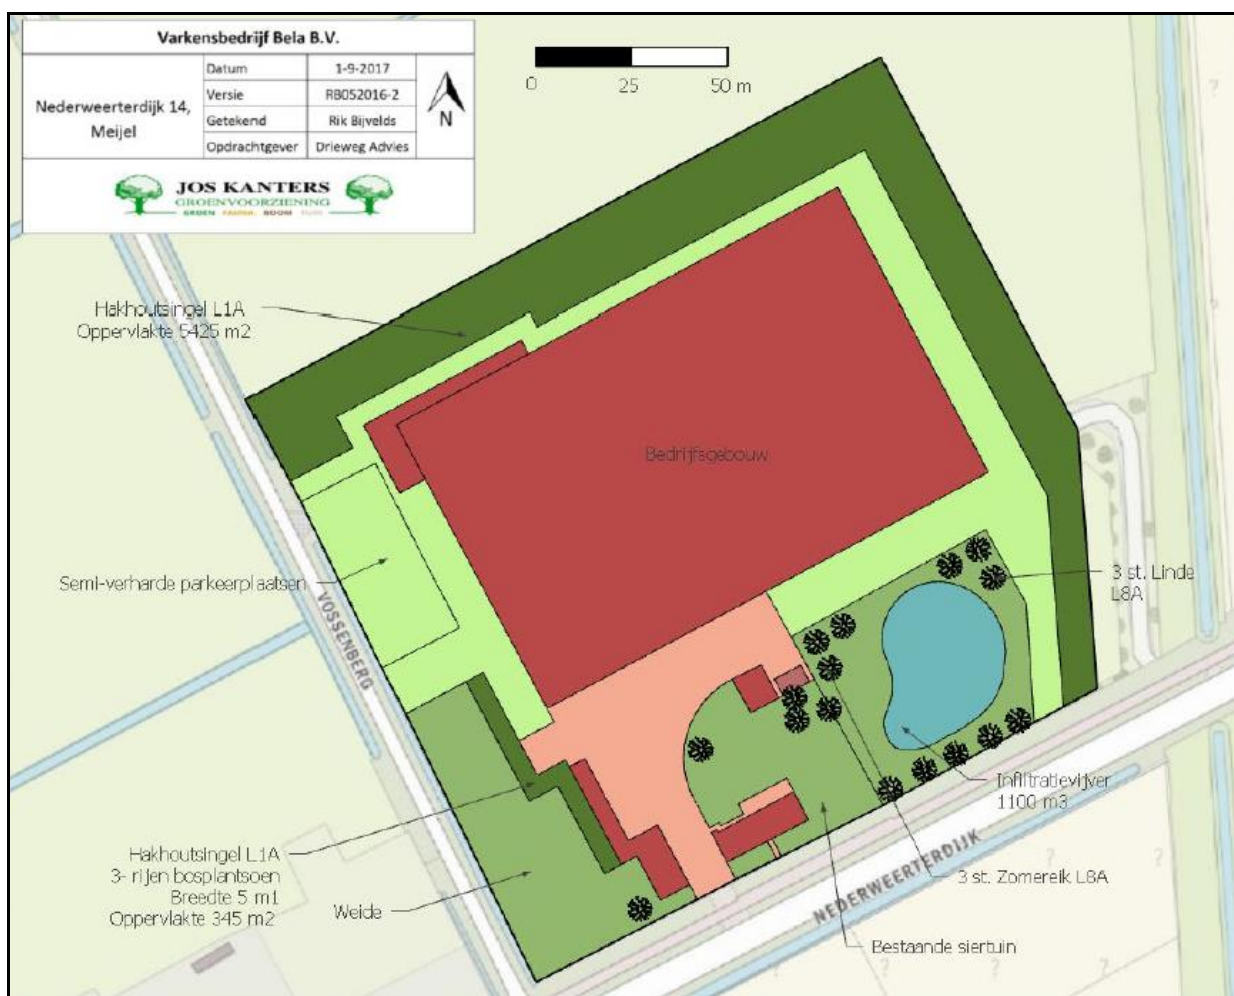 Varkensbedrijf Bela B.V.
Nederweerterdijk 14,
Meijel
Datum 1-9-2017
Versie RB052016-2
Getekend Rik Bijvelds
Opdrachtgever Drieweg Advies
N
JOS KANTERS
GROENVOORZIENING
GROEN BOOM
0 25 50 m
Hakhoutsingel L1A
Oppervlakte 5425 m2
Bedrijfsgebouw
Semi-verharde parkeerplaatsen
VOSSENBERG
3 st. Linde
L8A
Infiltratievijver
1100 m3
Hakhoutsingel L1A
3- rijen bosplantsoen
Breedte 5 m1
Oppervlakte 345 m2
Weide
3 st. Zomereik L8A
NEDERWEERTERDIJK
Bestaande siertuin
?
?
?
?
?
?